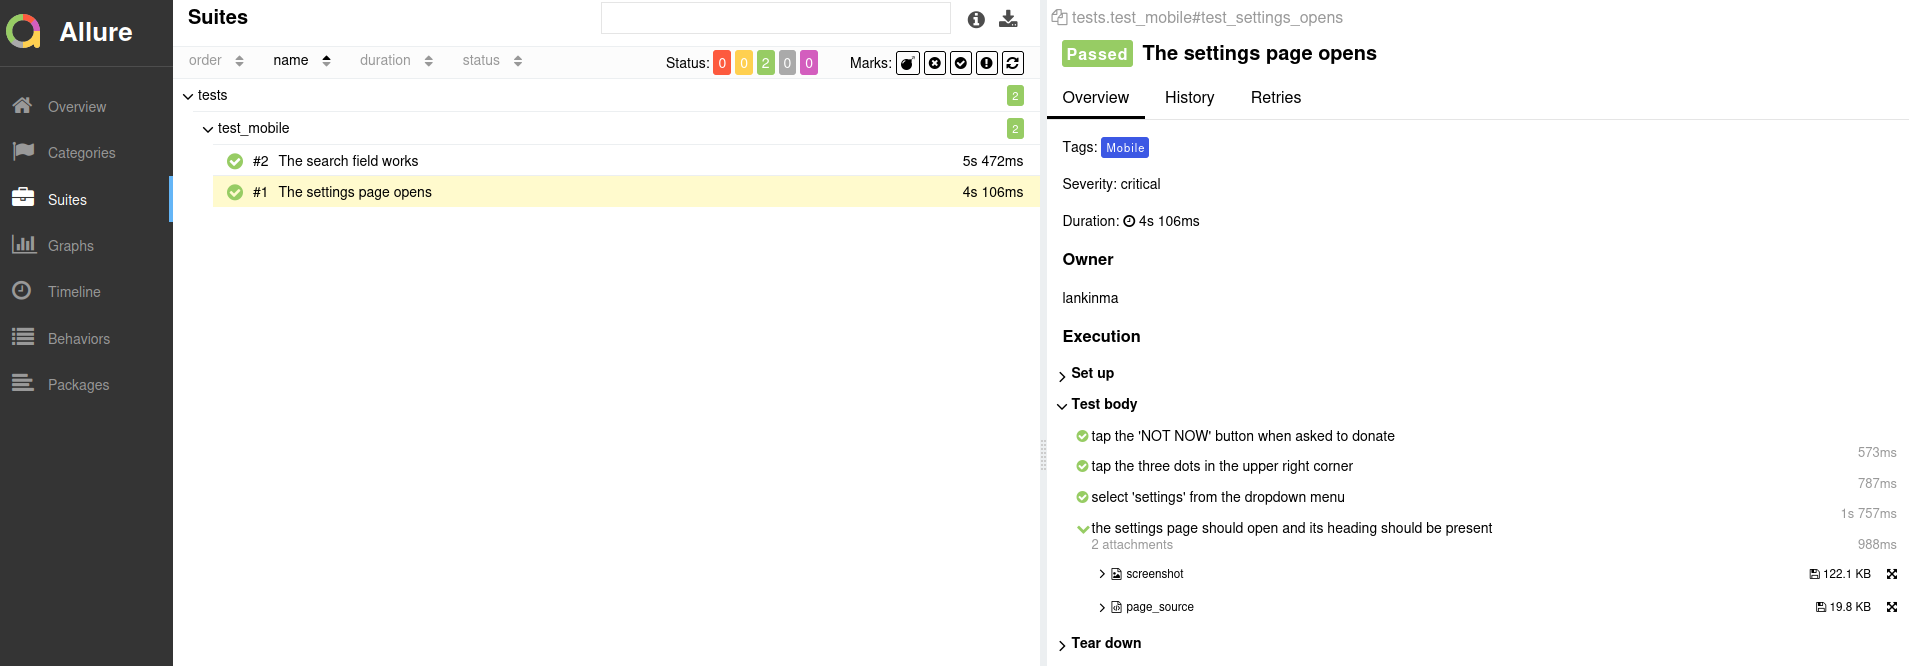 Allure
Overview
Categories
Suites
Graphs
Timeline
Behaviors
Packages
Suites
order name duration status
Status: 0 0 2 0 0 Marks:
tests 2
test_mobile 2
#2 The search field works 5s 472ms
#1 The settings page opens 4s 106ms
tests.test_mobile#test_settings_opens
Passed The settings page opens
Overview History Retries
Tags: Mobile
Severity: critical
Duration: 4s 106ms
Owner
lankinma
Execution
Set up
Test body
tap the 'NOT NOW' button when asked to donate
573ms
tap the three dots in the upper right corner
787ms
select 'settings' from the dropdown menu
1s 757ms
the settings page should open and its heading should be present
2 attachments 988ms
screenshot 122.1 KB
page_source 19.8 KB
Tear down